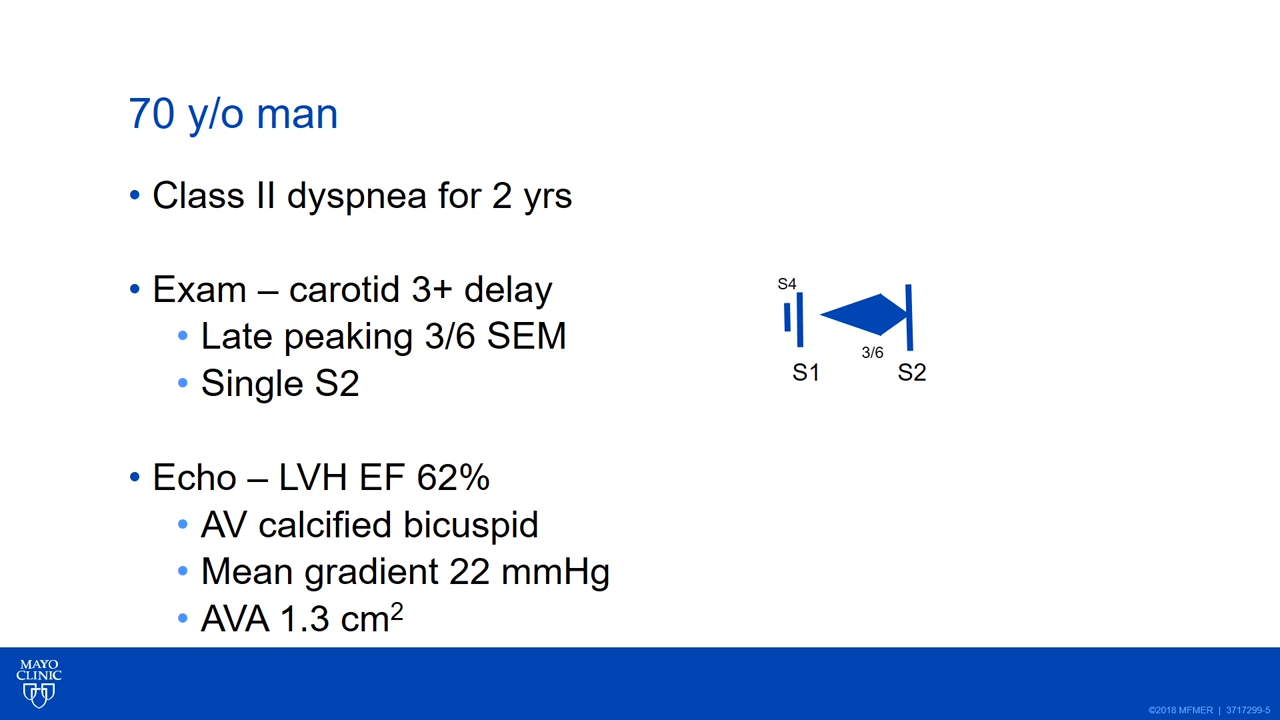 70 y/o man
• Class II dyspnea for 2 yrs
• Exam – carotid 3+ delay
• Late peaking 3/6 SEM
• Single S2
• Echo – LVH EF 62%
• AV calcified bicuspid
• Mean gradient 22 mmHg
• AVA 1.3 cm²
S4
3/6
S1
S2
MAYO
CLINIC
©2018 MFMER | 3717299-5